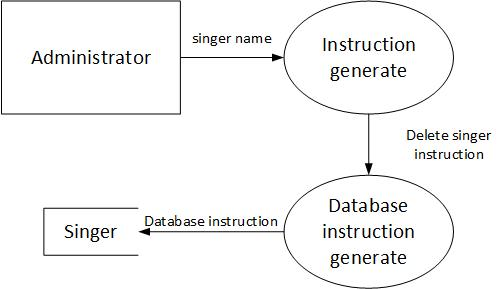 Administrator
singer name
Instruction
generate
Delete singer
instruction
Database
instruction
generate
Database instruction
Singer